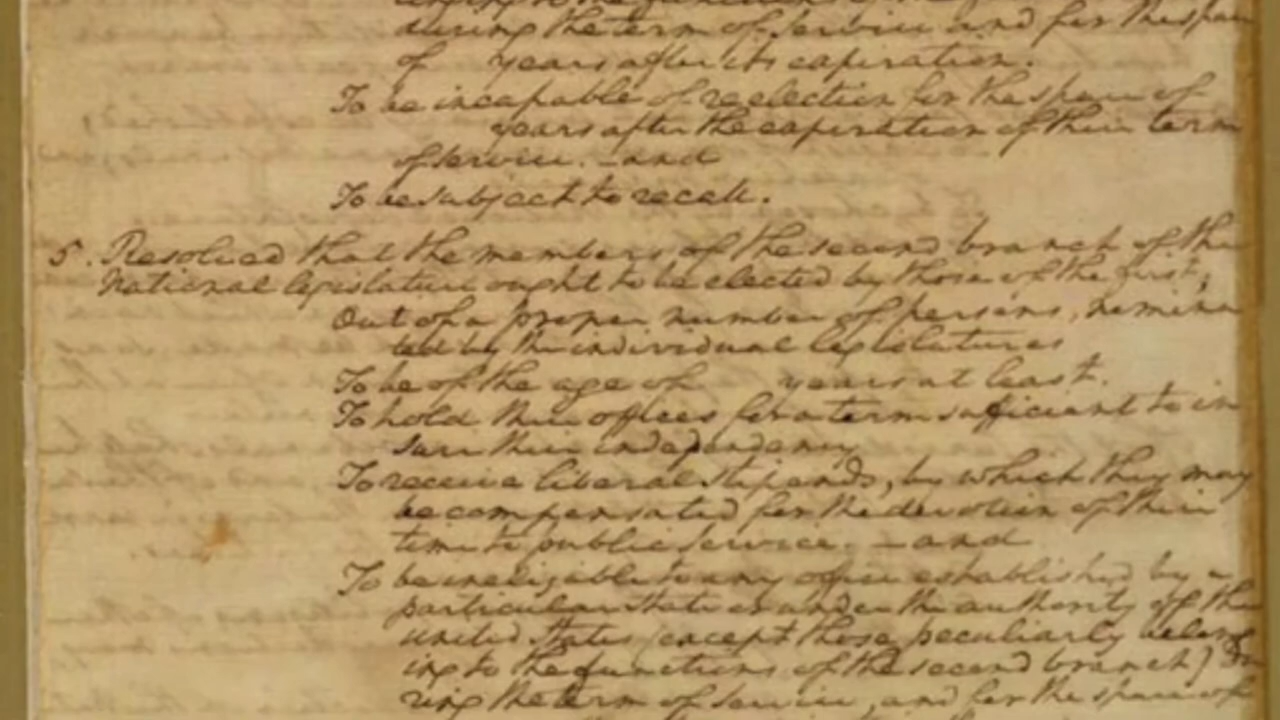 during the term of service and for the space
of years after its expiration.
To be incapable of reelection for the space of
years after the expiration of their term
of service. - and
To be subject to recall.
5. Resolved that the members of the second branch of the
National legislature ought to be elected by those of the first,
Out of a proper number of persons, nomina
ted by the individual legislatures
To be of the age of years at least.
To hold their offices for a term sufficient to in
sure their independency
To receive liberal stipends, by which they may
be compensated for the devotion of their
time to public service. - and
To be ineligible to any office established by a
particular state or under the authority of the
united States (except those peculiarly belong
ing to the functions of the second branch) du
ring the term of service, and for the space of